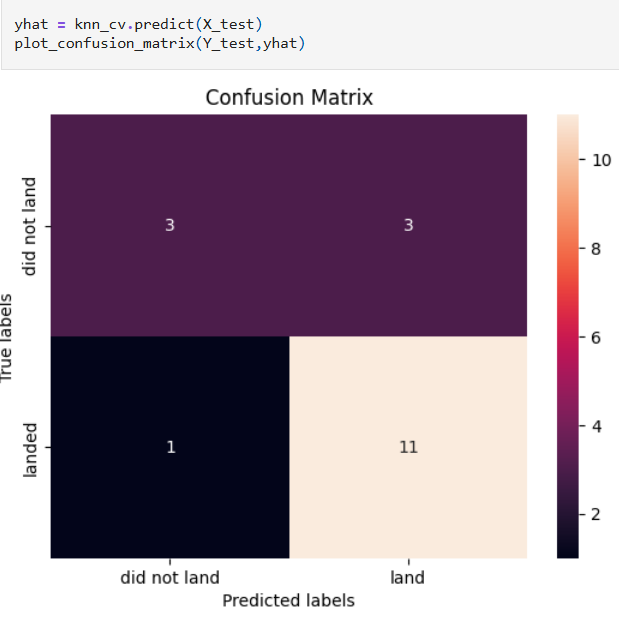 yhat = knn_cv.predict(X_test)
plot_confusion_matrix(Y_test,yhat)
Confusion Matrix
did not land
3
3
landed
1
11
True labels
did not land
land
Predicted labels
10
8
6
4
2